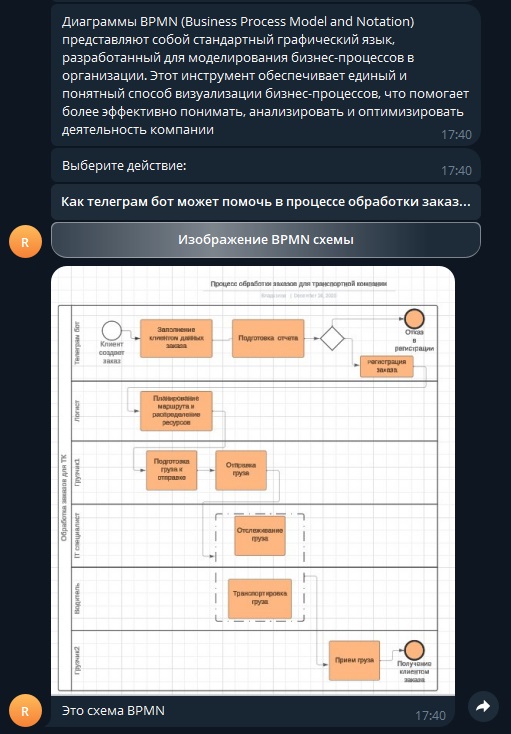 Диаграммы BPMN (Business Process Model and Notation)
представляют собой стандартный графический язык,
разработанный для моделирования бизнес-процессов в
организации. Этот инструмент обеспечивает единый и
понятный способ визуализации бизнес-процессов, что помогает
более эффективно понимать, анализировать и оптимизировать
деятельность компании
17:40
Выберите действие:
17:40
Как телеграм бот может помочь в процессе обработки заказ...
R
Изображение BPMN схемы
Процесс обработки заказов для транспортной компании
Обработка заказов для ТК
Телеграм бот
Клиент
создает
заказ
Заполнение
клиентом данных
заказа
Подготовка отчета
Отказ
в
регистрации
Регистрация
заказа
Логист
Планирование
маршрута и
распределение
ресурсов
Грузчик1
Подготовка
груза к
отправке
Отправка
груза
IT специалист
Отслеживание
груза
Водитель
Транспортировка
груза
Грузчик2
Прием груза
Получение
клиентом
заказа
R
Это схема BPMN
17:40